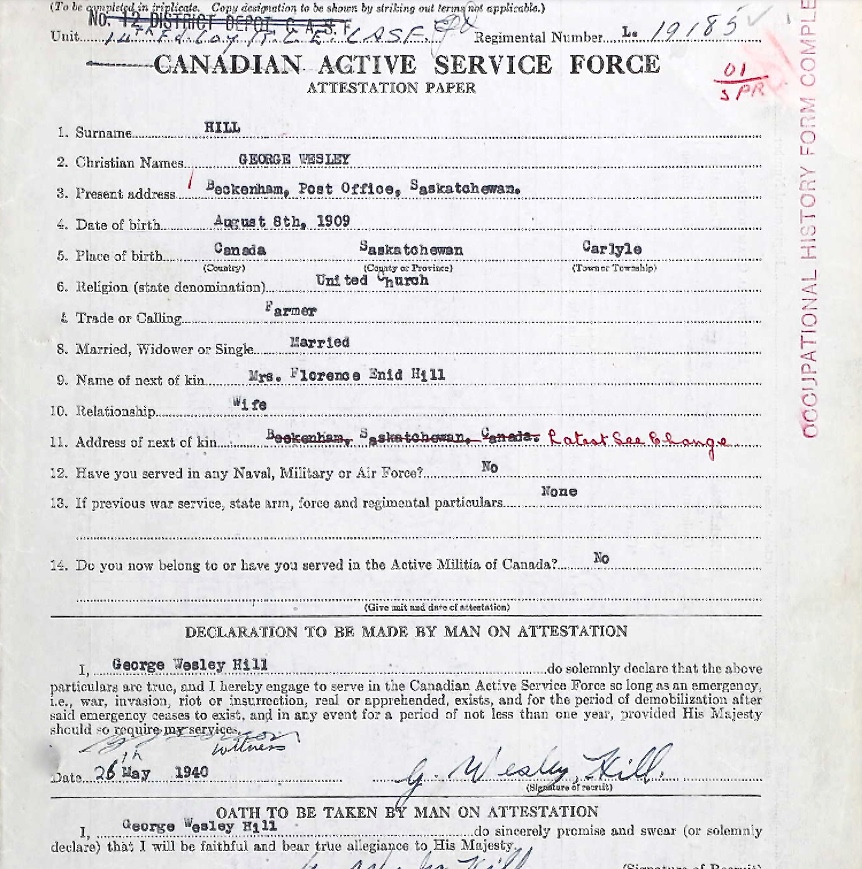 (To be completed in triplicate. Copy designation to be shown by striking out terms not applicable.)
No. 12 DISTRICT DEPOT C.A.S.F.
Unit 14th Fd Coy R.C.E. CASF. Regimental Number L. 19185
CANADIAN ACTIVE SERVICE FORCE
ATTESTATION PAPER
01
SPR
OCCUPATIONAL HISTORY FORM COMPLE
1. Surname HILL
2. Christian Names GEORGE WESLEY
3. Present address Beckenham, Post Office, Saskatchewan.
4. Date of birth August 8th, 1909
5. Place of birth Canada Saskatchewan Carlyle
(Country) (County or Province) (Town or Township)
6. Religion (state denomination) United Church
7. Trade or Calling Farmer
8. Married, Widower or Single Married
9. Name of next of kin Mrs. Florence Enid Hill
10. Relationship Wife
11. Address of next of kin Beckenham, Saskatchewan, Canada. Latest See Change
12. Have you served in any Naval, Military or Air Force? No
13. If previous war service, state arm, force and regimental particulars None
14. Do you now belong to or have you served in the Active Militia of Canada? No
(Give unit and date of attestation)
DECLARATION TO BE MADE BY MAN ON ATTESTATION
I, George Wesley Hill do solemnly declare that the above
particulars are true, and I hereby engage to serve in the Canadian Active Service Force so long as an emergency,
i.e., war, invasion, riot or insurrection, real or apprehended, exists, and for the period of demobilization after
said emergency ceases to exist, and in any event for a period of not less than one year, provided His Majesty
should so require my services.
witness
Date 26th May 1940 G. Wesley Hill.
(Signature of recruit)
OATH TO BE TAKEN BY MAN ON ATTESTATION
I, George Wesley Hill do sincerely promise and swear (or solemnly
declare) that I will be faithful and bear true allegiance to His Majesty.
(Signature of Recruit)